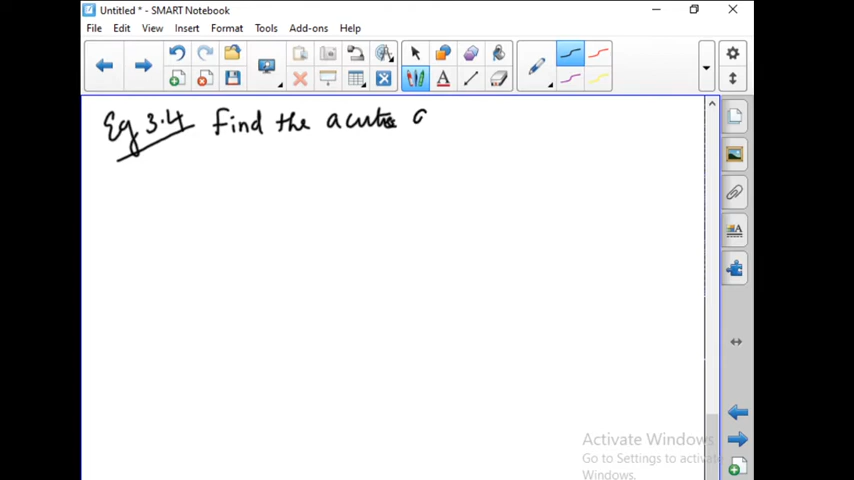 Untitled * - SMART Notebook
File Edit View Insert Format Tools Add-ons Help
Eg 3.4 Find the acute a
Activate Windows
Go to Settings to activate
Windows.